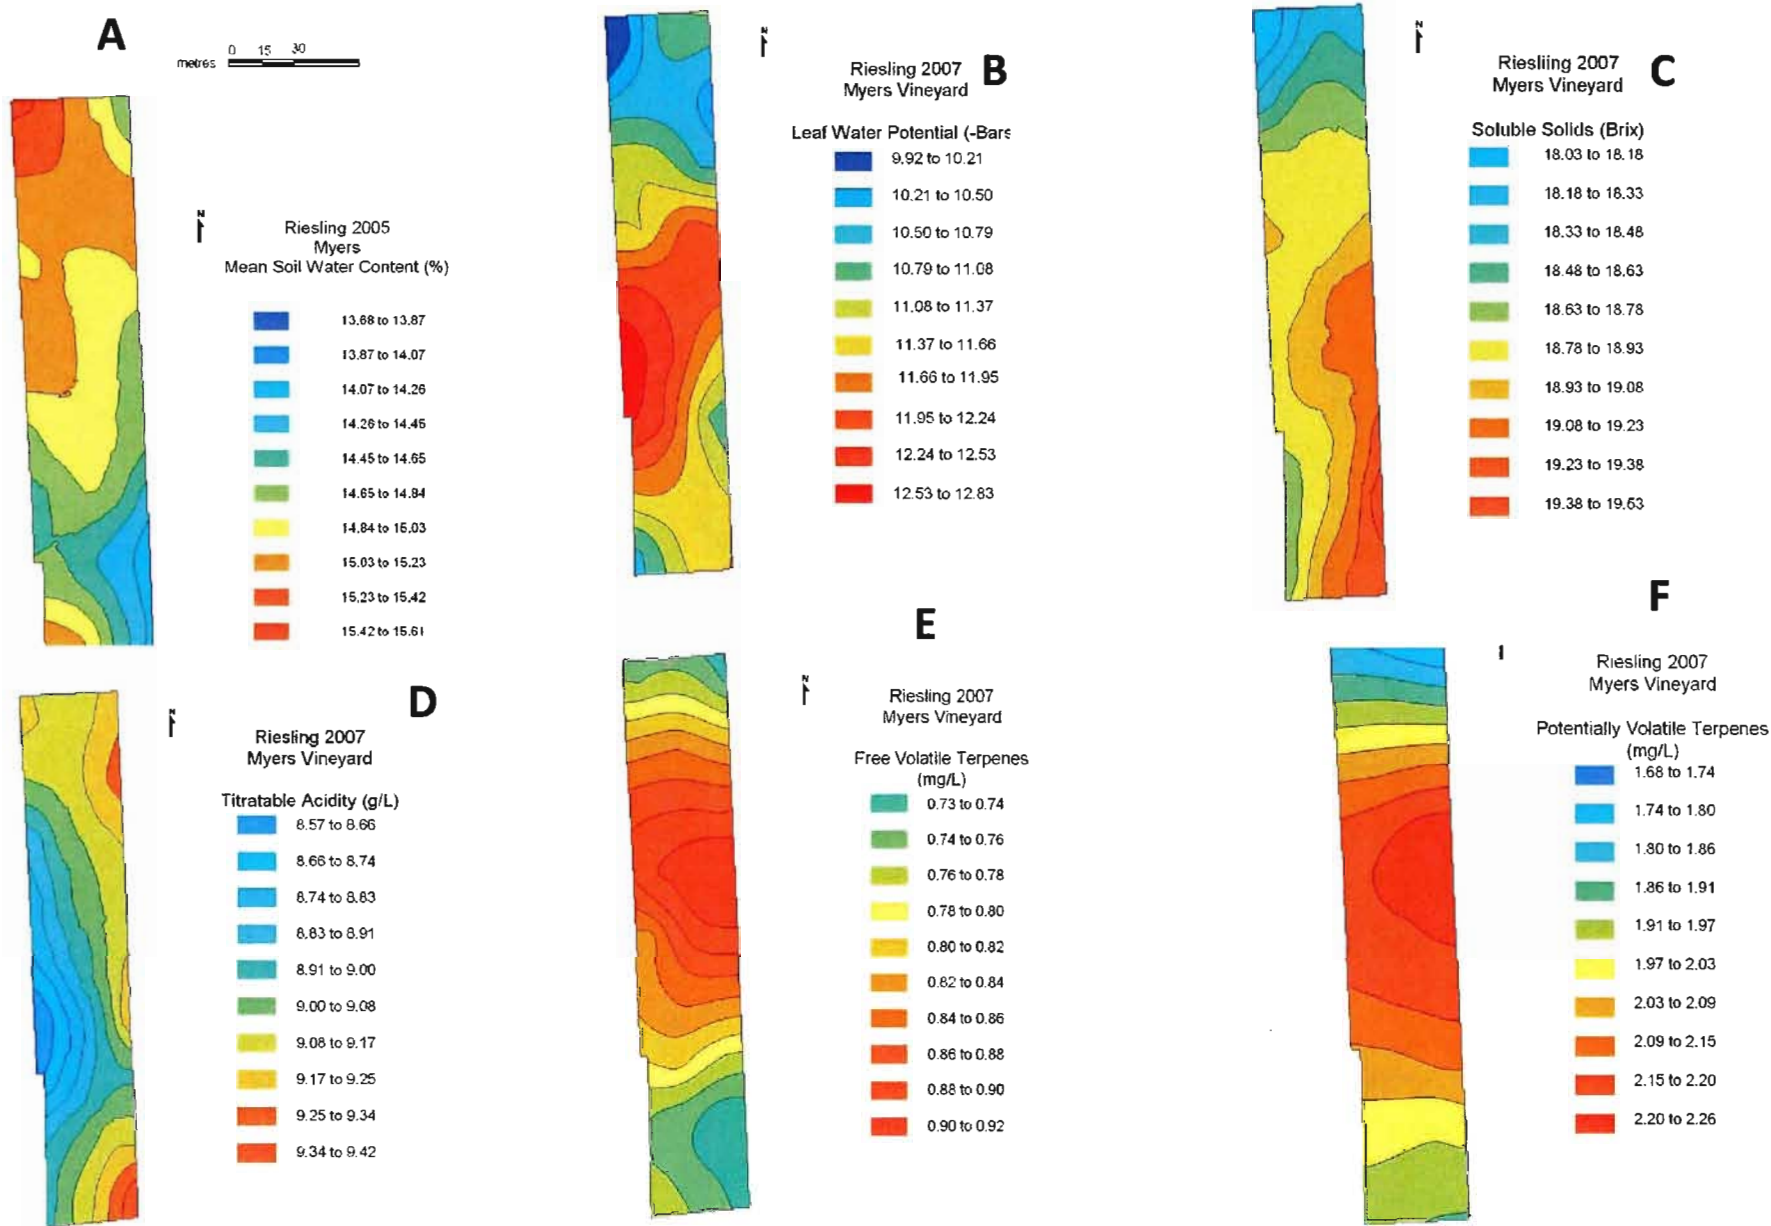 A
0 15 30
metres
N
Riesling 2005
Myers
Mean Soil Water Content (%)
13.68 to 13.87
13.87 to 14.07
14.07 to 14.26
14.26 to 14.45
14.45 to 14.65
14.65 to 14.84
14.84 to 15.03
15.03 to 15.23
15.23 to 15.42
15.42 to 15.61
N
Riesling 2007
B
Myers Vineyard
Leaf Water Potential (-Bars
9.92 to 10.21
10.21 to 10.50
10.50 to 10.79
10.79 to 11.08
11.08 to 11.37
11.37 to 11.66
11.66 to 11.95
11.95 to 12.24
12.24 to 12.53
12.53 to 12.83
N
Riesliing 2007
C
Myers Vineyard
Soluble Solids (Brix)
18.03 to 18.18
18.18 to 18.33
18.33 to 18.48
18.48 to 18.63
18.63 to 18.78
18.78 to 18.93
18.93 to 19.08
19.08 to 19.23
19.23 to 19.38
19.38 to 19.53
D
N
Riesling 2007
Myers Vineyard
Titratable Acidity (g/L)
8.57 to 8.66
8.66 to 8.74
8.74 to 8.83
8.83 to 8.91
8.91 to 9.00
9.00 to 9.08
9.08 to 9.17
9.17 to 9.25
9.25 to 9.34
9.34 to 9.42
E
N
Riesling 2007
Myers Vineyard
Free Volatile Terpenes
(mg/L)
0.73 to 0.74
0.74 to 0.76
0.76 to 0.78
0.78 to 0.80
0.80 to 0.82
0.82 to 0.84
0.84 to 0.86
0.86 to 0.88
0.88 to 0.90
0.90 to 0.92
F
Riesling 2007
Myers Vineyard
Potentially Volatile Terpenes
(mg/L)
1.68 to 1.74
1.74 to 1.80
1.80 to 1.86
1.86 to 1.91
1.91 to 1.97
1.97 to 2.03
2.03 to 2.09
2.09 to 2.15
2.15 to 2.20
2.20 to 2.26